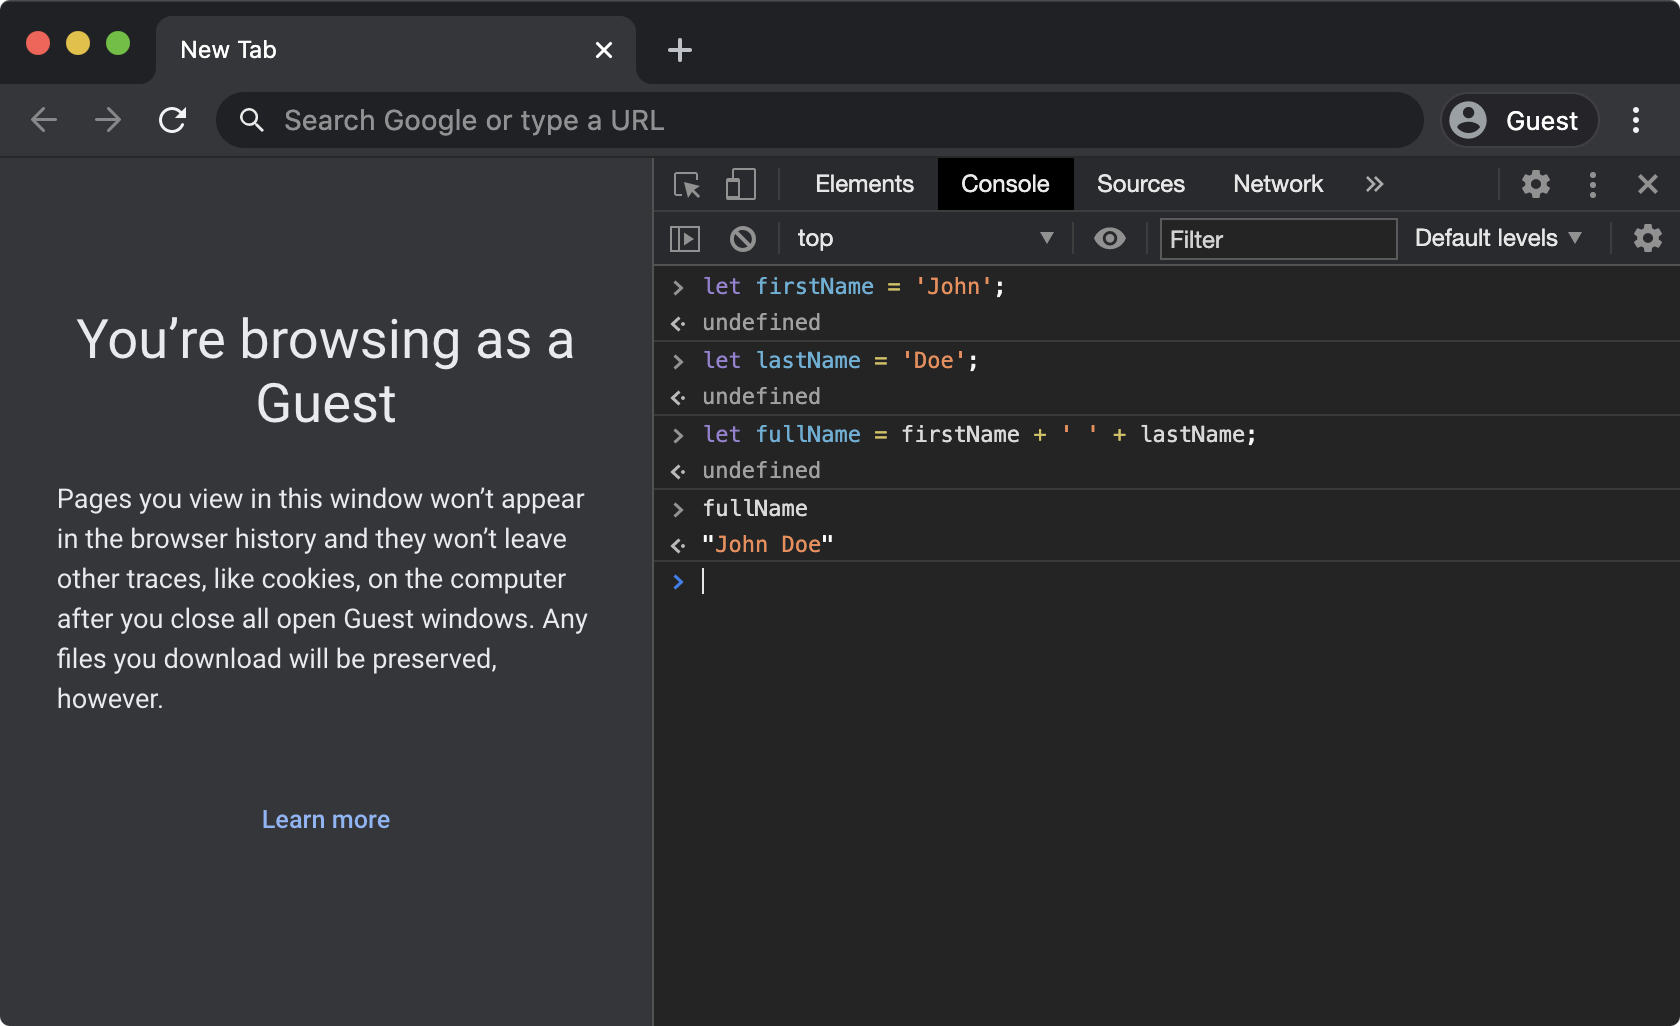 New Tab
Search Google or type a URL
Guest
You’re browsing as a
Guest
Pages you view in this window won’t appear
in the browser history and they won’t leave
other traces, like cookies, on the computer
after you close all open Guest windows. Any
files you download will be preserved,
however.
Learn more
Elements Console Sources Network »
top Filter Default levels
> let firstName = 'John';
undefined
> let lastName = 'Doe';
undefined
> let fullName = firstName + ' ' + lastName;
undefined
> fullName
"John Doe"
>